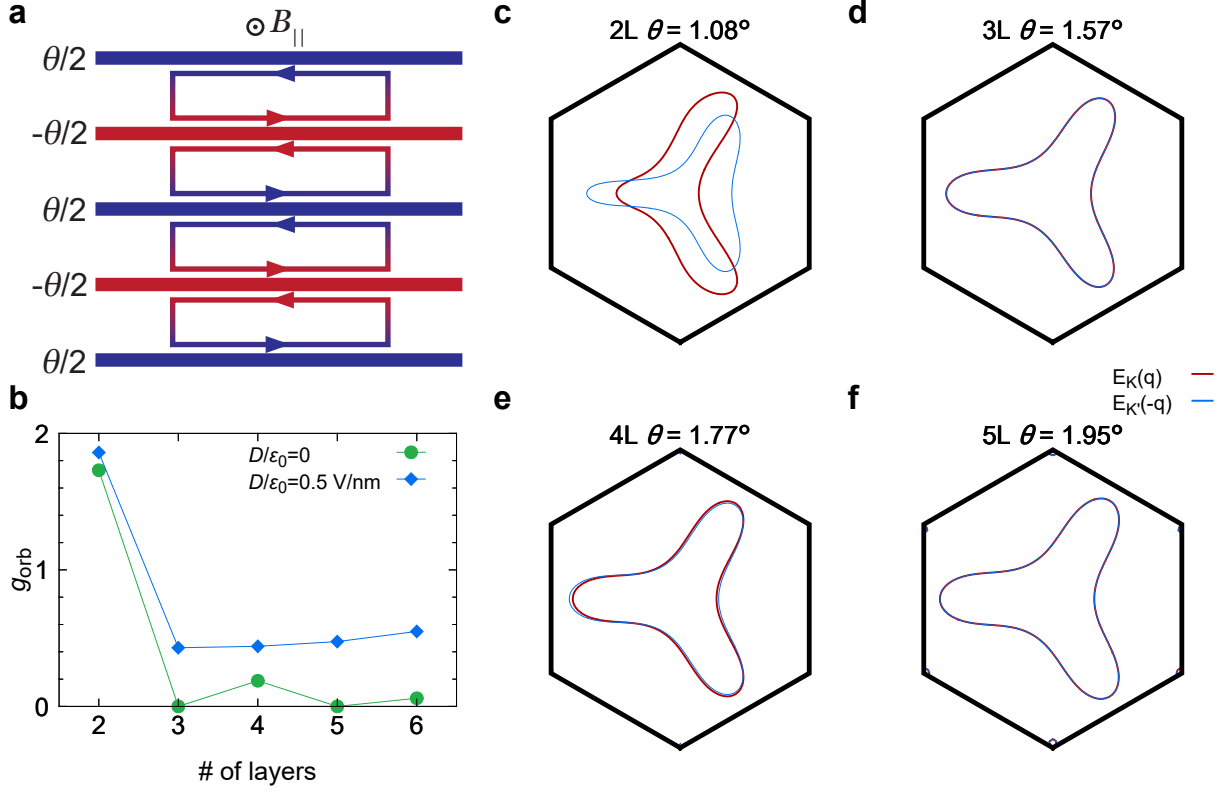 a
⊙ B||
θ/2
-θ/2
θ/2
-θ/2
θ/2
b
2
1
0
gorb
D/ε0=0
D/ε0=0.5 V/nm
2 3 4 5 6
# of layers
c
2L θ = 1.08°
d
3L θ = 1.57°
EK(q)
EK'(-q)
e
4L θ = 1.77°
f
5L θ = 1.95°